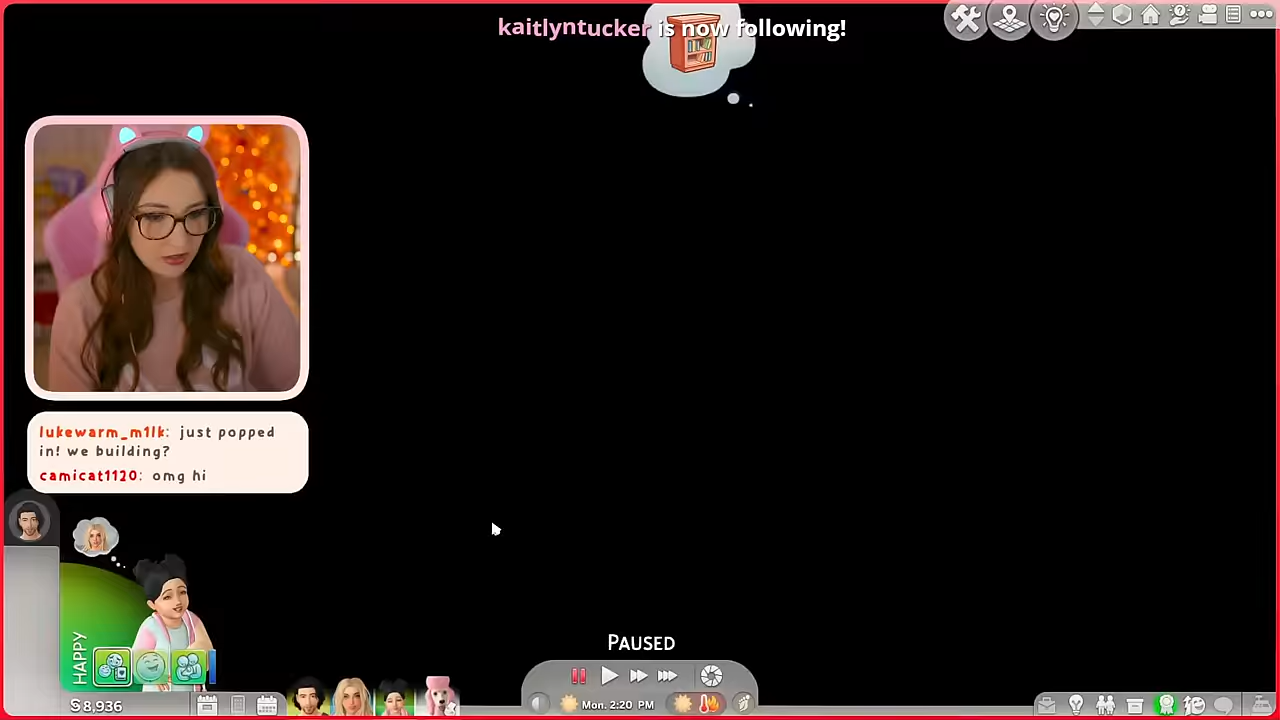 kaitlyntucker is now following!
lukewarm_m1lk: just popped
in! we building?
camicat1120: omg hi
HAPPY
PAUSED
§8,936
Mon. 2:20 PM